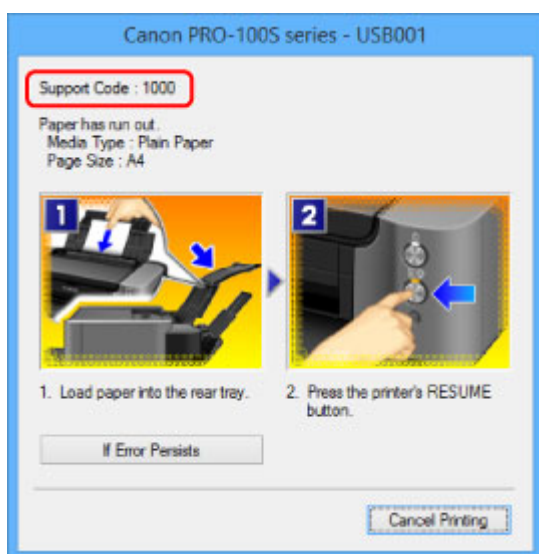 Canon PRO-100S series - USB001
Support Code : 1000
Paper has run out.
Media Type : Plain Paper
Page Size : A4
1
2
1. Load paper into the rear tray.
2. Press the printer's RESUME
button.
If Error Persists
Cancel Printing